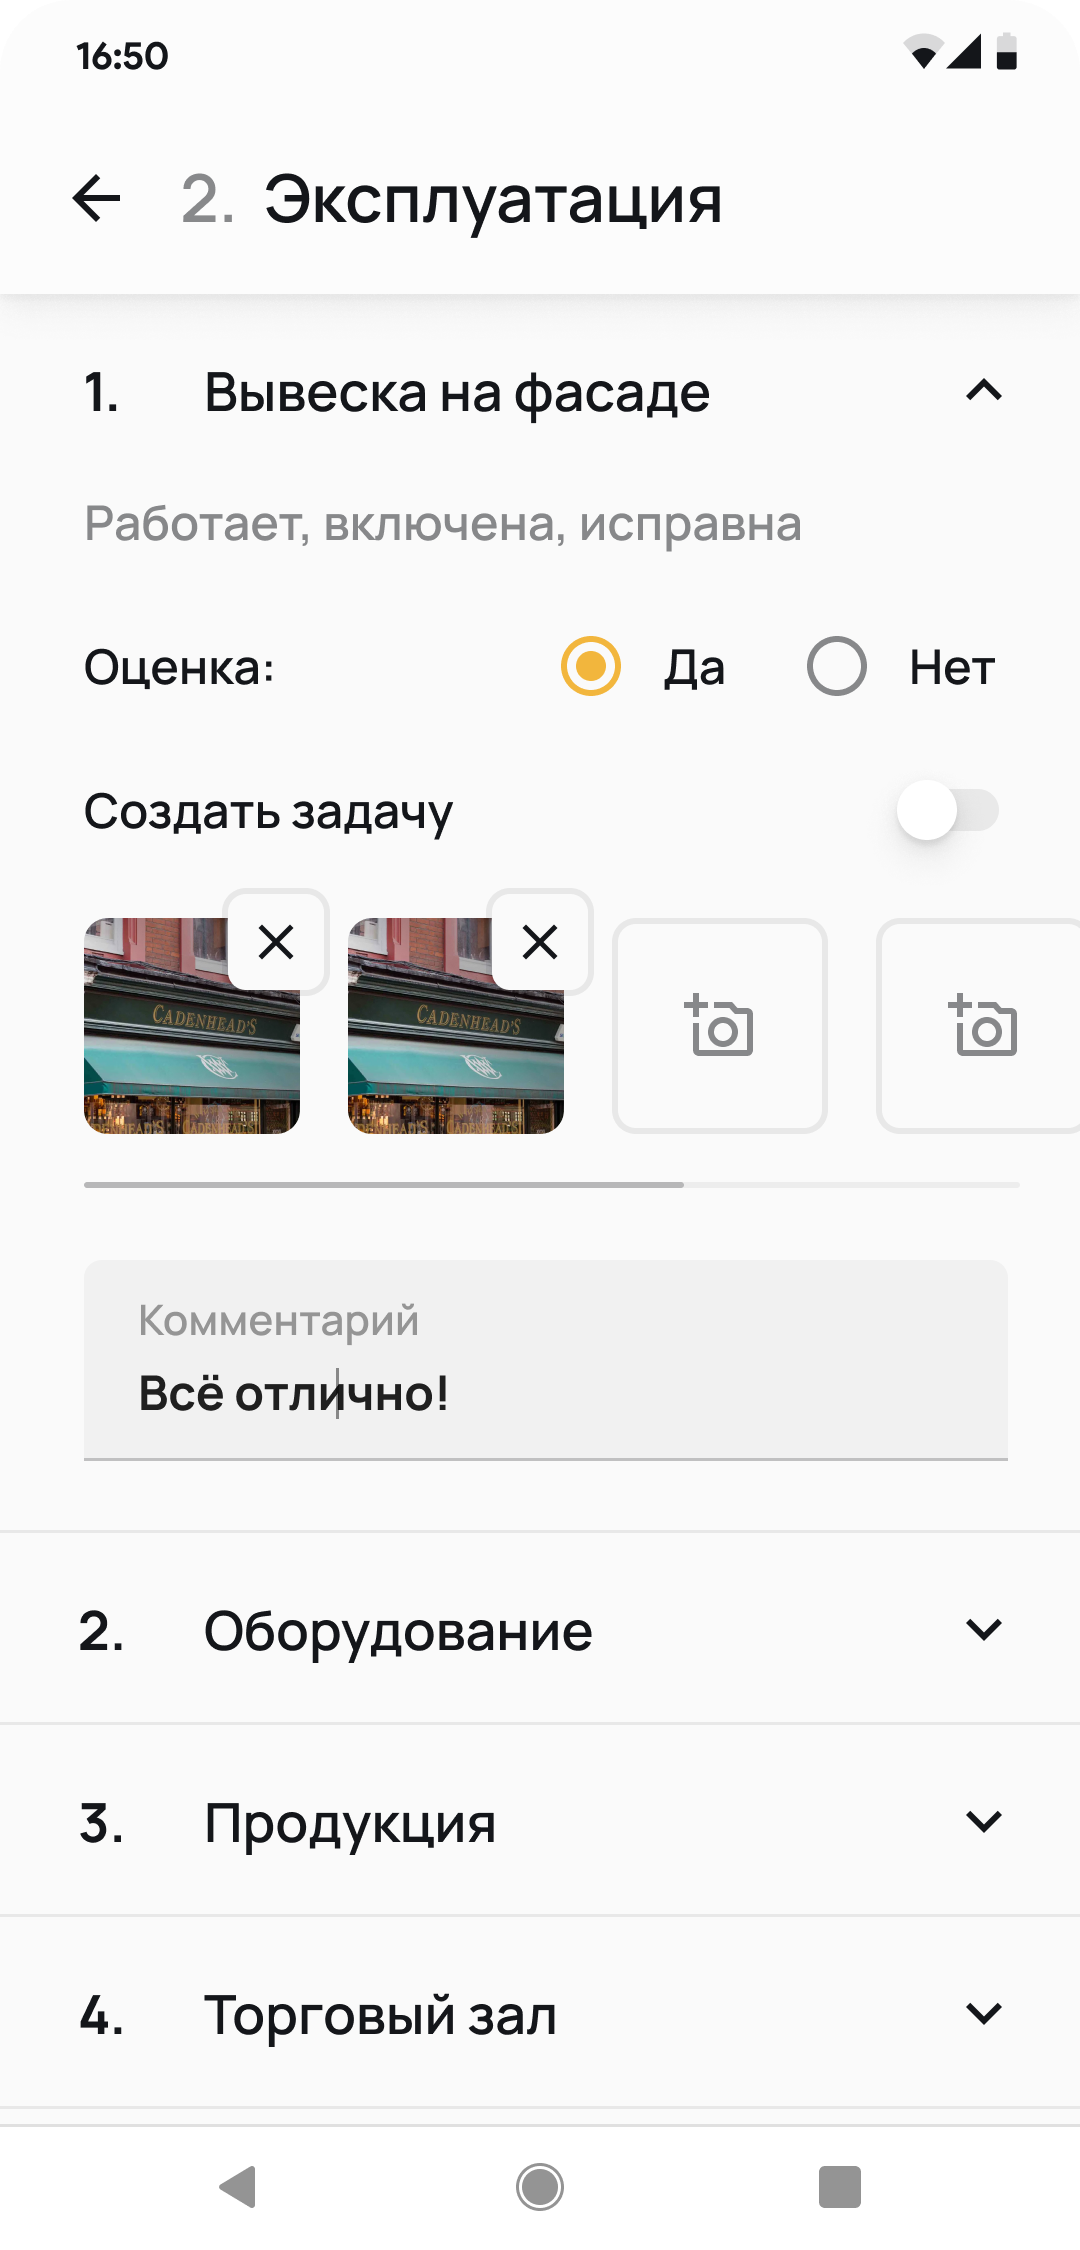 16:50
2. Эксплуатация
1. Вывеска на фасаде
Работает, включена, исправна
Оценка: Да Нет
Создать задачу
CADENHEAD'S CADENHEAD'S
Комментарий
Всё отлично!
2. Оборудование
3. Продукция
4. Торговый зал